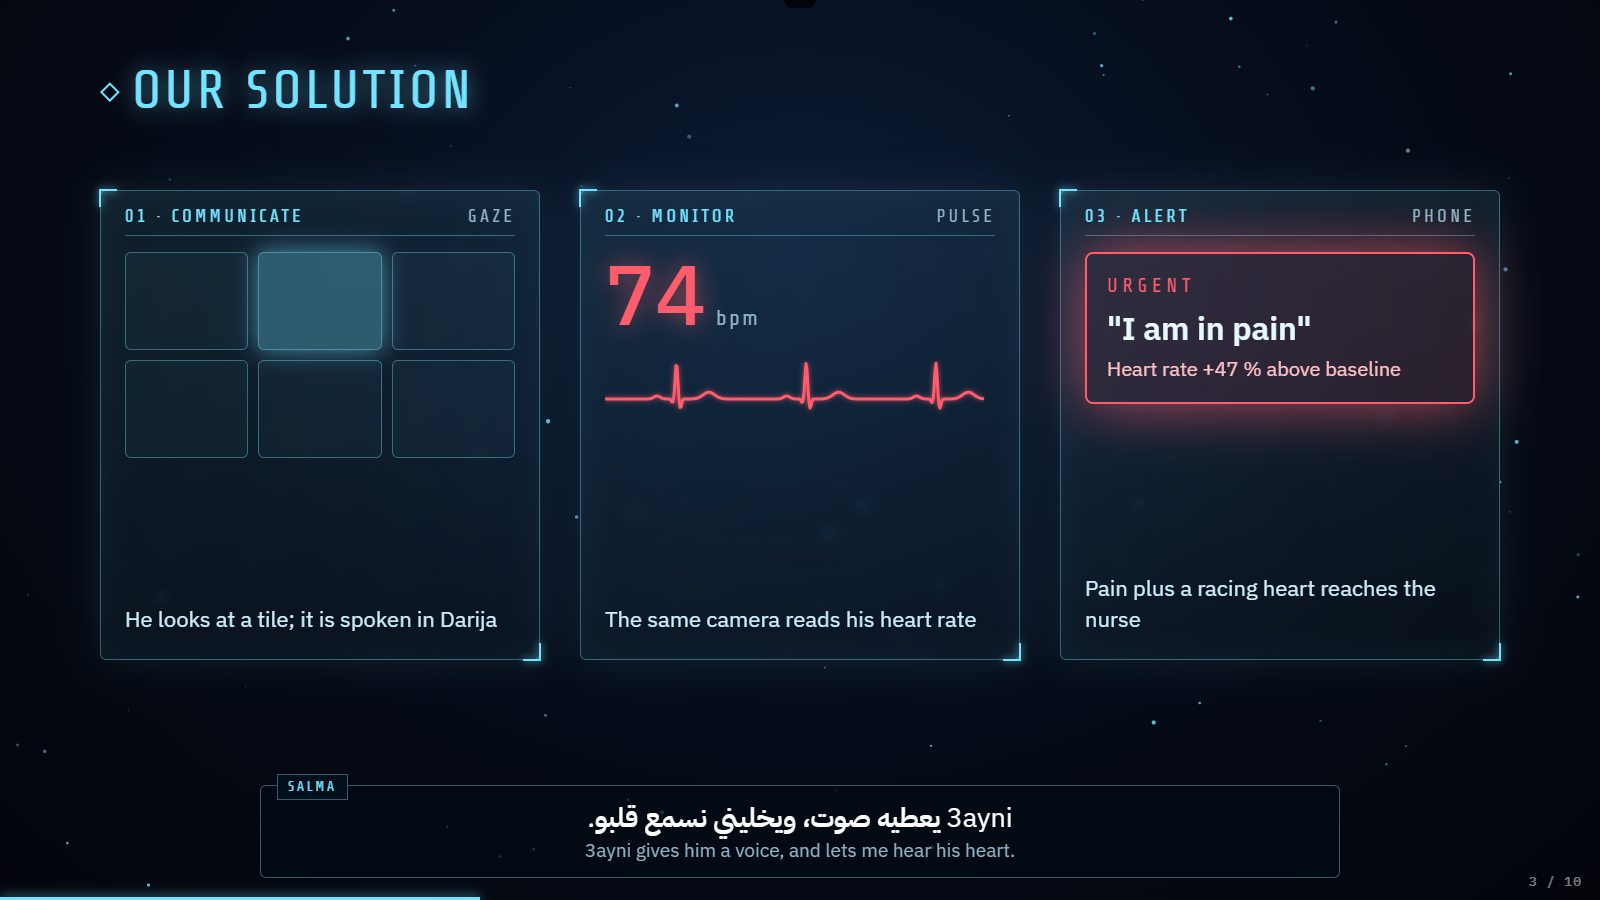 OUR SOLUTION
01 · COMMUNICATE GAZE
He looks at a tile; it is spoken in Darija
02 · MONITOR PULSE
74 bpm
The same camera reads his heart rate
03 · ALERT PHONE
URGENT
"I am in pain"
Heart rate +47 % above baseline
Pain plus a racing heart reaches the
nurse
SALMA
3ayni يعطيه صوت، ويخليني نسمع قلبو.
3ayni gives him a voice, and lets me hear his heart.
3 / 10